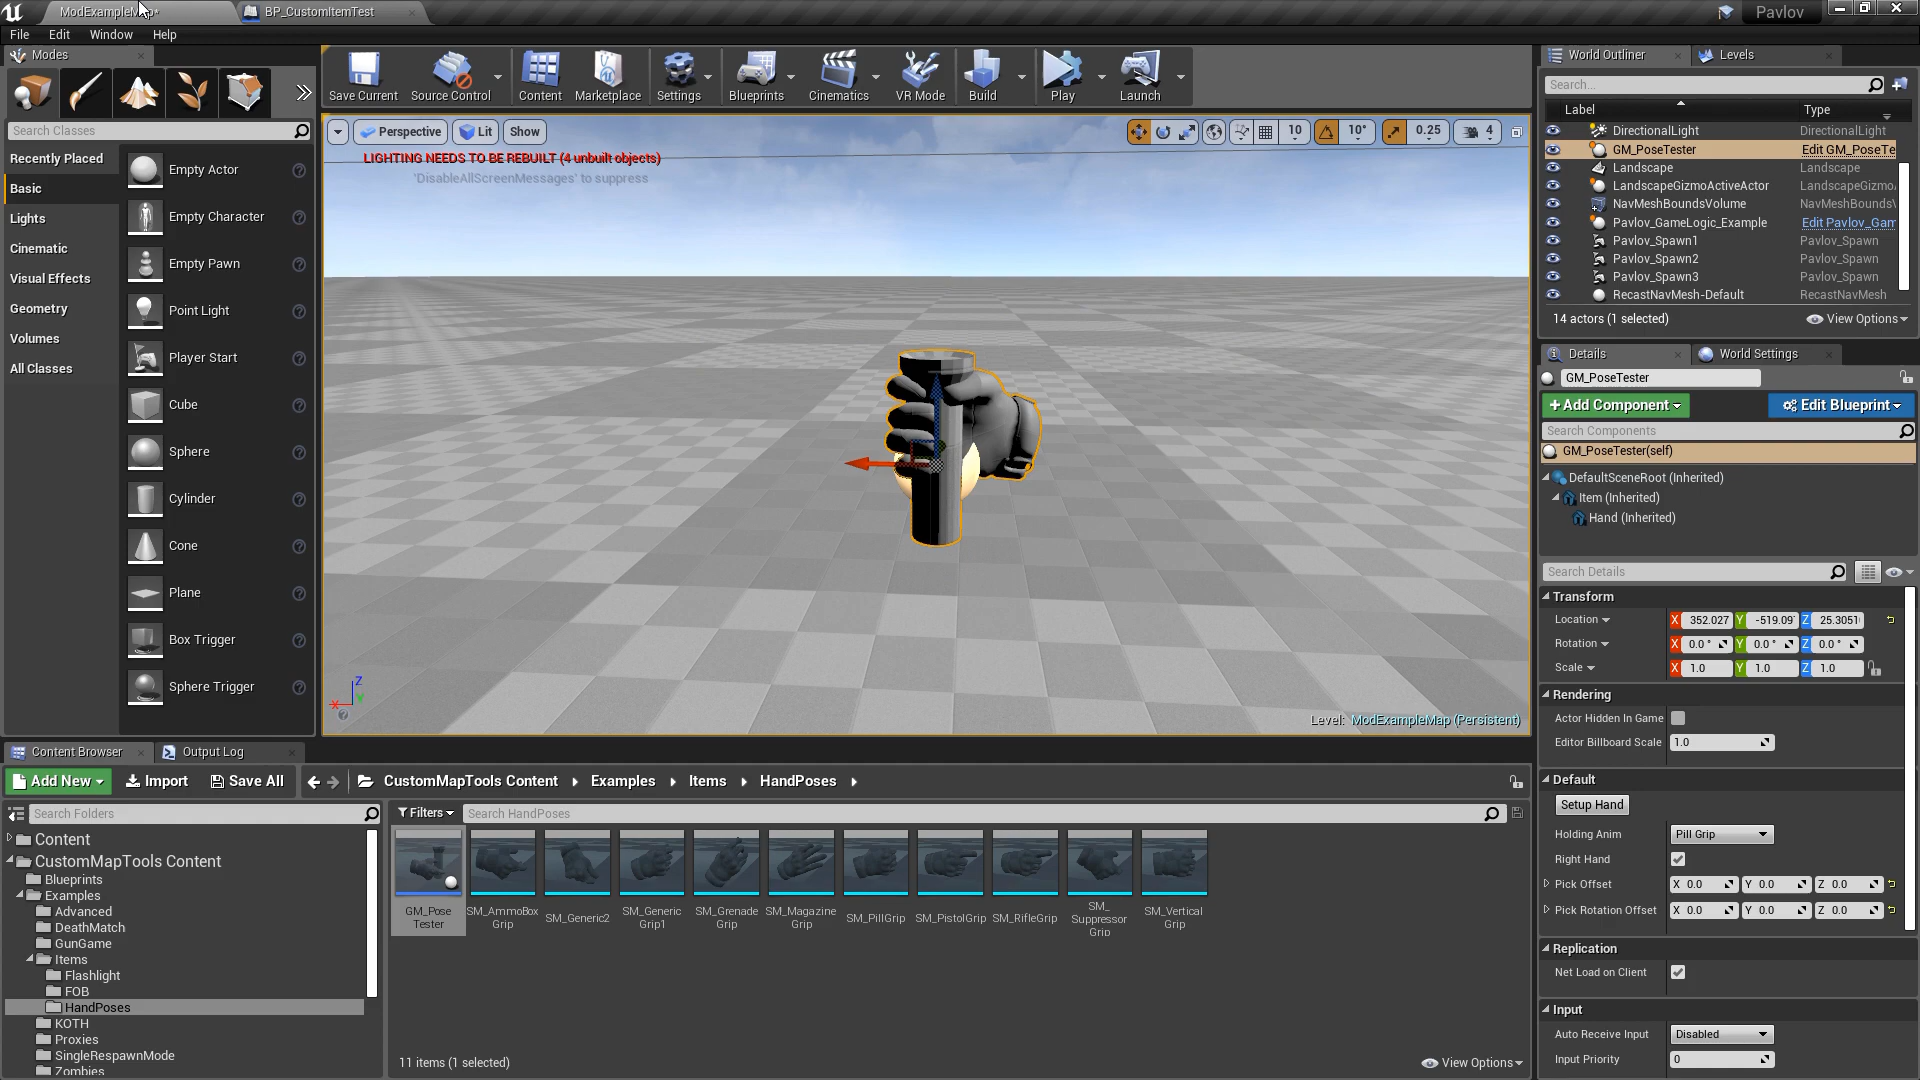 ModExampleMap*
BP_CustomItemTest
Pavlov
File
Edit
Window
Help
Modes
Search Classes
Recently Placed
Basic
Lights
Cinematic
Visual Effects
Geometry
Volumes
All Classes
Empty Actor
Empty Character
Empty Pawn
Point Light
Player Start
Cube
Sphere
Cylinder
Cone
Plane
Box Trigger
Sphere Trigger
Save Current
Source Control
Content
Marketplace
Settings
Blueprints
Cinematics
VR Mode
Build
Play
Launch
Perspective
Lit
Show
10
10°
0.25
4
LIGHTING NEEDS TO BE REBUILT (4 unbuilt objects)
'DisableAllScreenMessages' to suppress
Z
X
Y
Level: ModExampleMap (Persistent)
World Outliner
Levels
Search...
Label
Type
DirectionalLight
DirectionalLight
GM_PoseTester
Edit GM_PoseTe
Landscape
Landscape
LandscapeGizmoActiveActor
LandscapeGizmo
NavMeshBoundsVolume
NavMeshBoundsV
Pavlov_GameLogic_Example
Edit Pavlov_Gam
Pavlov_Spawn1
Pavlov_Spawn
Pavlov_Spawn2
Pavlov_Spawn
Pavlov_Spawn3
Pavlov_Spawn
RecastNavMesh-Default
RecastNavMesh
14 actors (1 selected)
View Options
Details
World Settings
GM_PoseTester
+Add Component
Edit Blueprint
Search Components
GM_PoseTester(self)
DefaultSceneRoot (Inherited)
Item (Inherited)
Hand (Inherited)
Search Details
Transform
Location
X 352.027 Y -519.09 Z 25.3051
Rotation
X 0.0 ° Y 0.0 ° Z 0.0 °
Scale
X 1.0 Y 1.0 Z 1.0
Rendering
Actor Hidden In Game
Editor Billboard Scale
1.0
Default
Setup Hand
Holding Anim
Pill Grip
Right Hand
Pick Offset
X 0.0 Y 0.0 Z 0.0
Pick Rotation Offset
X 0.0 Y 0.0 Z 0.0
Replication
Net Load on Client
Input
Auto Receive Input
Disabled
Input Priority
0
Content Browser
Output Log
Add New
Import
Save All
CustomMapTools Content
Examples
Items
HandPoses
Search Folders
Content
CustomMapTools Content
Blueprints
Examples
Advanced
DeathMatch
GunGame
Items
Flashlight
FOB
HandPoses
KOTH
Proxies
SingleRespawnMode
Zombies
Filters
Search HandPoses
GM_Pose
Tester
SM_AmmoBox
Grip
SM_Generic2
SM_Generic
Grip1
SM_Grenade
Grip
SM_Magazine
Grip
SM_PillGrip
SM_PistolGrip
SM_RifleGrip
SM_
Suppressor
Grip
SM_Vertical
Grip
11 items (1 selected)
View Options